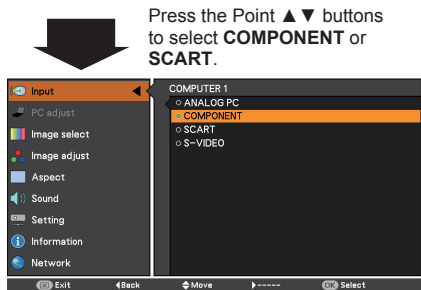 Press the Point ▲▼ buttons
to select COMPONENT or
SCART.
Input
PC adjust
Image select
Image adjust
Aspect
Sound
Setting
Information
Network
COMPUTER 1
ANALOG PC
COMPONENT
SCART
S-VIDEO
Exit ◀Back Move ▶----- OK Select